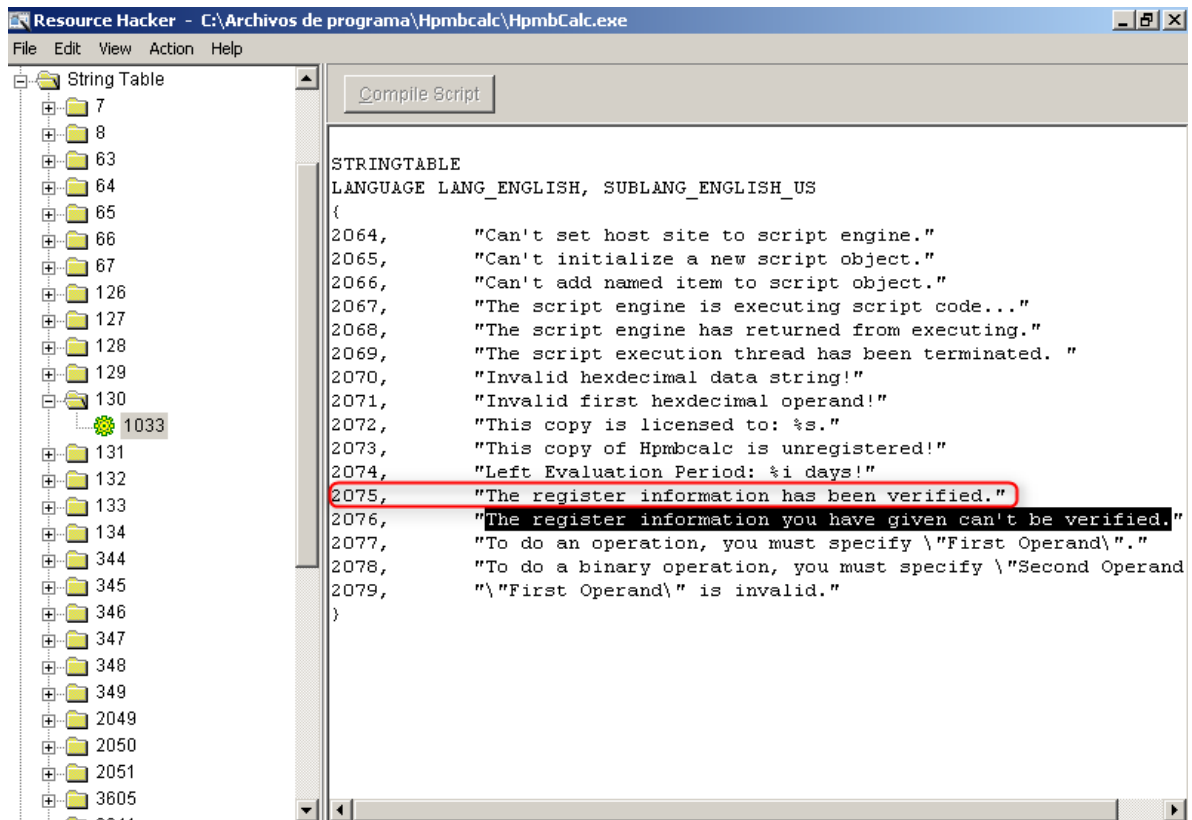 Resource Hacker - C:\Archivos de programa\Hpmbcalc\HpmbCalc.exe
File Edit View Action Help
String Table
7
8
63
64
65
66
67
126
127
128
129
130
1033
131
132
133
134
344
345
346
347
348
349
2049
2050
2051
3605
Compile Script
STRINGTABLE
LANGUAGE LANG_ENGLISH, SUBLANG_ENGLISH_US
{
2064, "Can't set host site to script engine."
2065, "Can't initialize a new script object."
2066, "Can't add named item to script object."
2067, "The script engine is executing script code..."
2068, "The script engine has returned from executing."
2069, "The script execution thread has been terminated. "
2070, "Invalid hexdecimal data string!"
2071, "Invalid first hexdecimal operand!"
2072, "This copy is licensed to: %s."
2073, "This copy of Hpmbcalc is unregistered!"
2074, "Left Evaluation Period: %i days!"
2075, "The register information has been verified."
2076, "The register information you have given can't be verified."
2077, "To do an operation, you must specify \"First Operand\"."
2078, "To do a binary operation, you must specify \"Second Operand
2079, "\"First Operand\" is invalid."
}